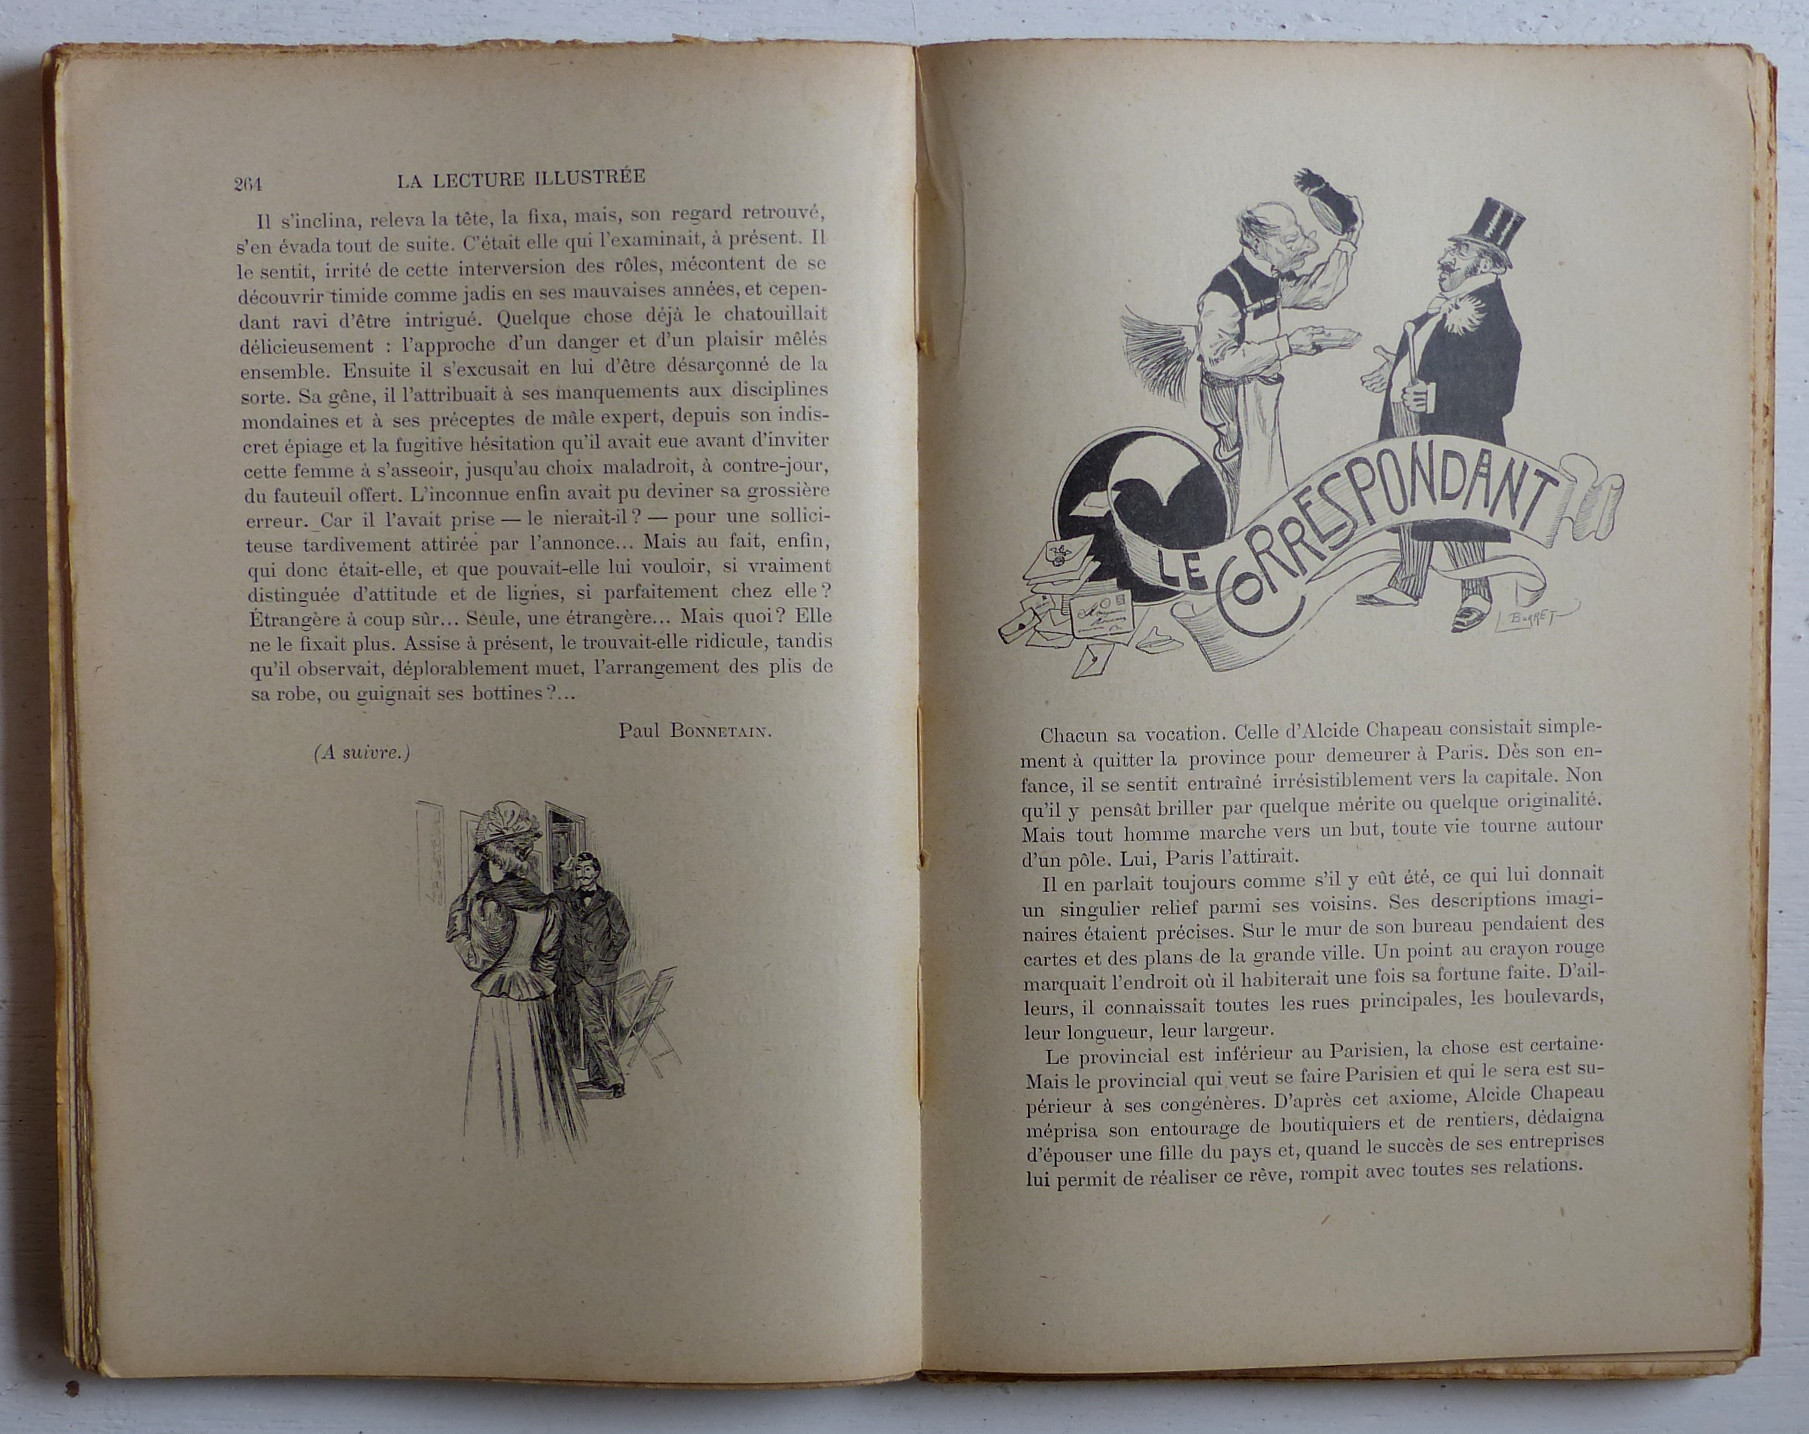 264
LA LECTURE ILLUSTRÉE
Il s'inclina, releva la tête, la fixa, mais, son regard retrouvé,
s'en évada tout de suite. C'était elle qui l'examinait, à présent. Il
le sentit, irrité de cette interversion des rôles, mécontent de se
découvrir timide comme jadis en ses mauvaises années, et cepen-
dant ravi d'être intrigué. Quelque chose déjà le chatouillait
délicieusement : l'approche d'un danger et d'un plaisir mêlés
ensemble. Ensuite il s'excusait en lui d'être désarçonné de la
sorte. Sa gêne, il l'attribuait à ses manquements aux disciplines
mondaines et à ses préceptes de mâle expert, depuis son indis-
cret épiage et la fugitive hésitation qu'il avait eue avant d'inviter
cette femme à s'asseoir, jusqu'au choix maladroit, à contre-jour,
du fauteuil offert. L'inconnue enfin avait pu deviner sa grossière
erreur. Car il l'avait prise — le nierait-il ? — pour une sollici-
teuse tardivement attirée par l'annonce... Mais au fait, enfin,
qui donc était-elle, et que pouvait-elle lui vouloir, si vraiment
distinguée d'attitude et de lignes, si parfaitement chez elle ?
Étrangère à coup sûr... Seule, une étrangère... Mais quoi ? Elle
ne le fixait plus. Assise à présent, le trouvait-elle ridicule, tandis
qu'il observait, déplorablement muet, l'arrangement des plis de
sa robe, ou guignait ses bottines ?...
Paul BONNETAIN.
(A suivre.)
LE CORRESPONDANT
Chacun sa vocation. Celle d'Alcide Chapeau consistait simple-
ment à quitter la province pour demeurer à Paris. Dès son en-
fance, il se sentit entraîné irrésistiblement vers la capitale. Non
qu'il y pensât briller par quelque mérite ou quelque originalité.
Mais tout homme marche vers un but, toute vie tourne autour
d'un pôle. Lui, Paris l'attirait.
Il en parlait toujours comme s'il y eût été, ce qui lui donnait
un singulier relief parmi ses voisins. Ses descriptions imagi-
naires étaient précises. Sur le mur de son bureau pendaient des
cartes et des plans de la grande ville. Un point au crayon rouge
marquait l'endroit où il habiterait une fois sa fortune faite. D'ail-
leurs, il connaissait toutes les rues principales, les boulevards,
leur longueur, leur largeur.
Le provincial est inférieur au Parisien, la chose est certaine.
Mais le provincial qui veut se faire Parisien et qui le sera est su-
périeur à ses congénères. D'après cet axiome, Alcide Chapeau
méprisa son entourage de boutiquiers et de rentiers, dédaigna
d'épouser une fille du pays et, quand le succès de ses entreprises
lui permit de réaliser ce rêve, rompit avec toutes ses relations.